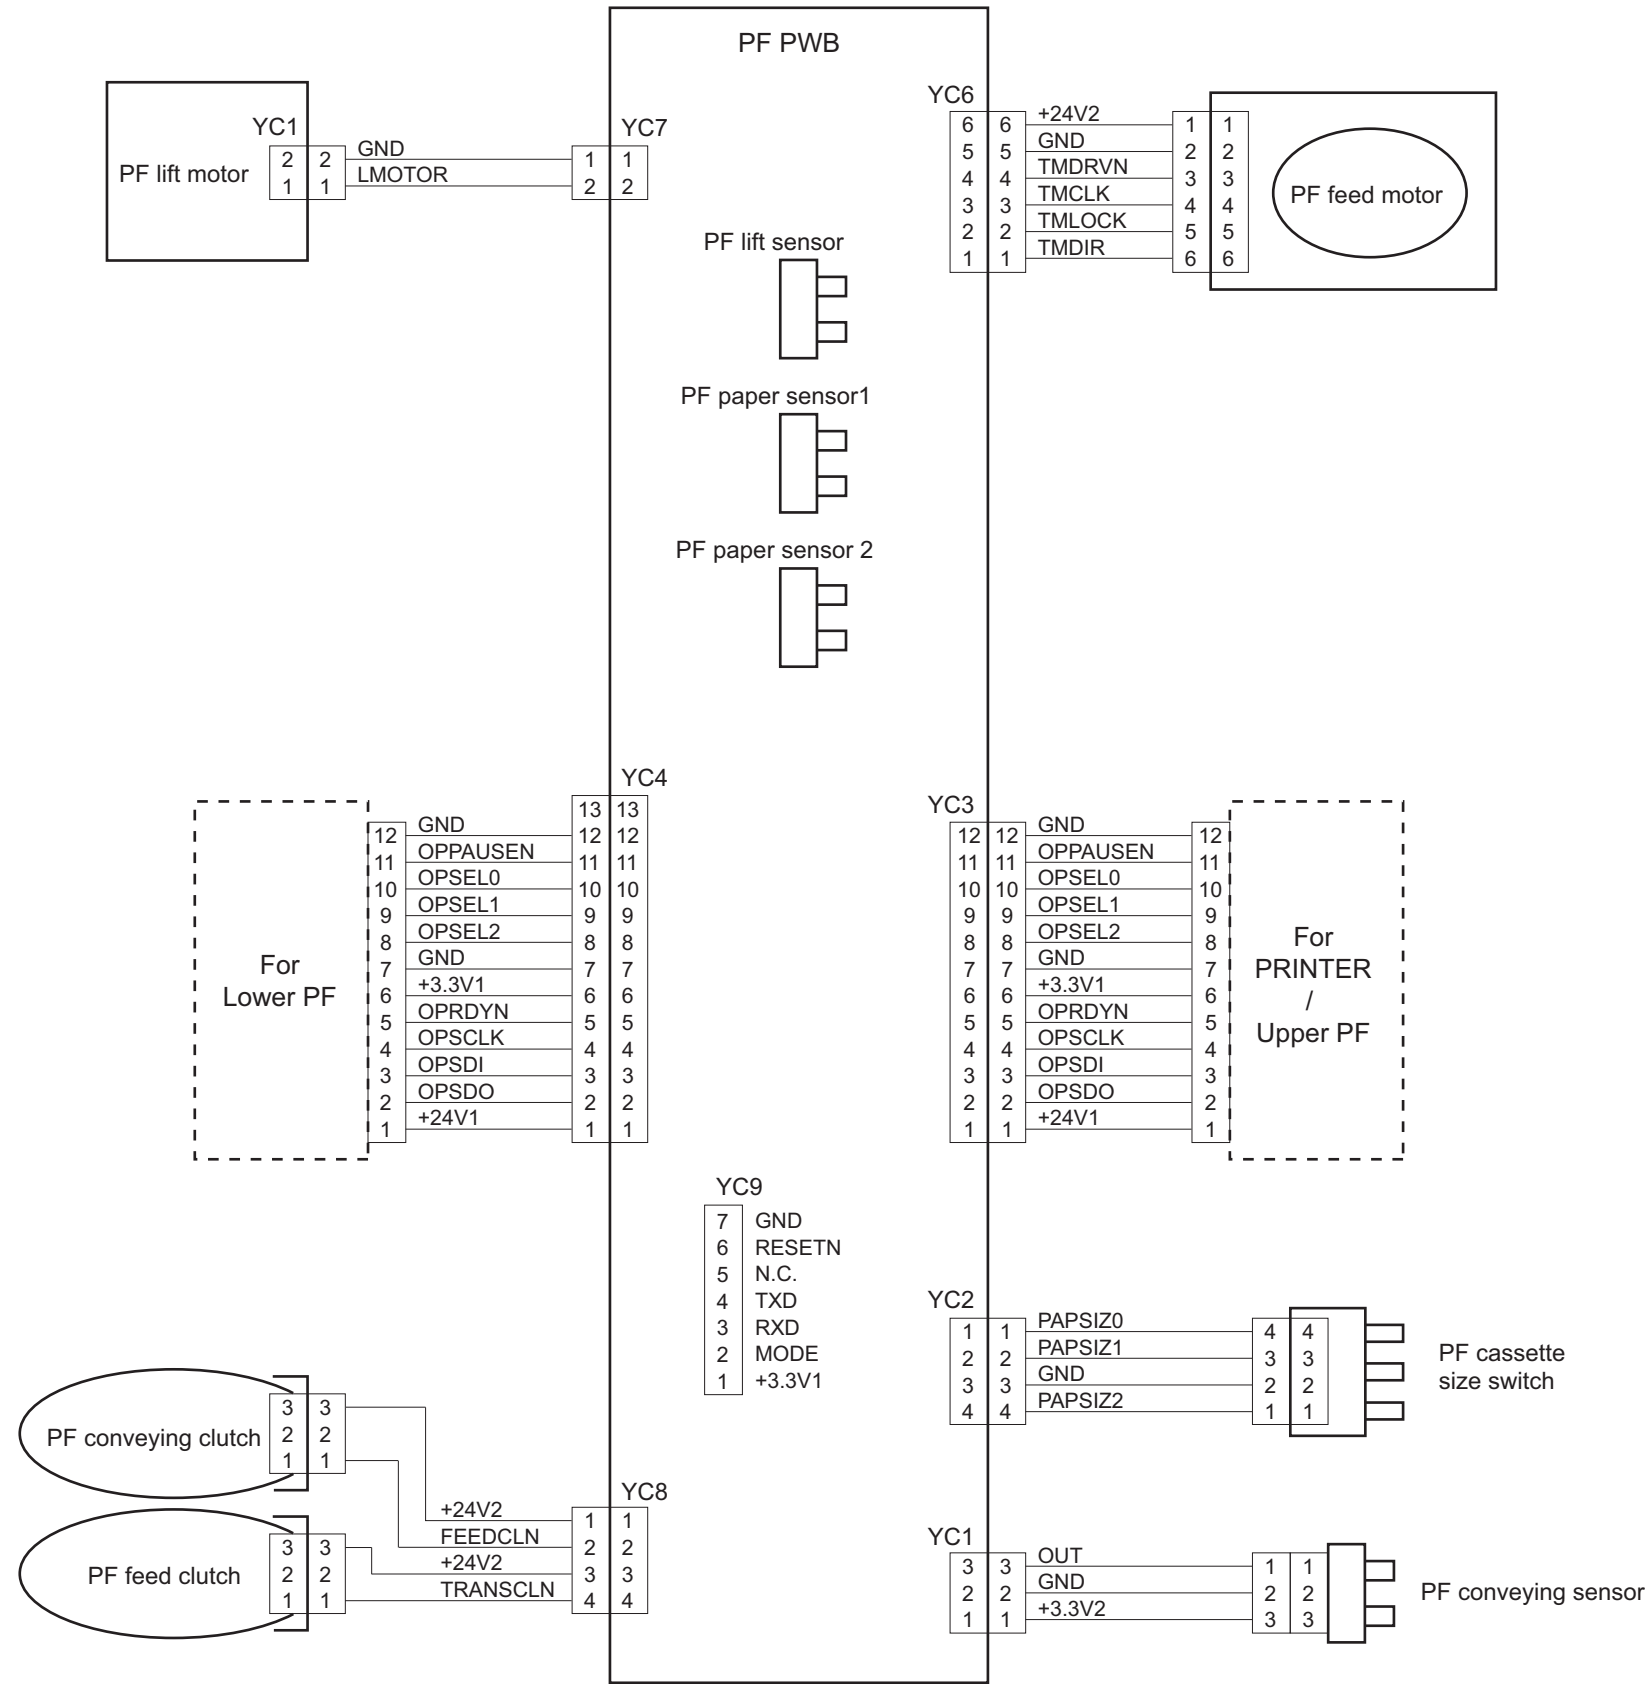 PF PWB
YC1
PF lift motor
2 2 GND 1 1
1 1 LMOTOR 2 2
YC7
YC6
6 6 +24V2 1 1
5 5 GND 2 2
4 4 TMDRVN 3 3
3 3 TMCLK 4 4
2 2 TMLOCK 5 5
1 1 TMDIR 6 6
PF feed motor
PF lift sensor
PF paper sensor1
PF paper sensor 2
YC4
13 13
12 GND 12 12
11 OPPAUSEN 11 11
10 OPSEL0 10 10
9 OPSEL1 9 9
8 OPSEL2 8 8
7 GND 7 7
6 +3.3V1 6 6
5 OPRDYN 5 5
4 OPSCLK 4 4
3 OPSDI 3 3
2 OPSDO 2 2
1 +24V1 1 1
For
Lower PF
YC3
12 12 GND 12
11 11 OPPAUSEN 11
10 10 OPSEL0 10
9 9 OPSEL1 9
8 8 OPSEL2 8
7 7 GND 7
6 6 +3.3V1 6
5 5 OPRDYN 5
4 4 OPSCLK 4
3 3 OPSDI 3
2 2 OPSDO 2
1 1 +24V1 1
For
PRINTER
/
Upper PF
YC9
7 GND
6 RESETN
5 N.C.
4 TXD
3 RXD
2 MODE
1 +3.3V1
YC2
1 1 PAPSIZ0 4 4
2 2 PAPSIZ1 3 3
3 3 GND 2 2
4 4 PAPSIZ2 1 1
PF cassette
size switch
PF conveying clutch
3 3
2 2
1 1
PF feed clutch
3 3
2 2
1 1
YC8
+24V2 1 1
FEEDCLN 2 2
+24V2 3 3
TRANSCLN 4 4
YC1
3 3 OUT 1 1
2 2 GND 2 2
1 1 +3.3V2 3 3
PF conveying sensor